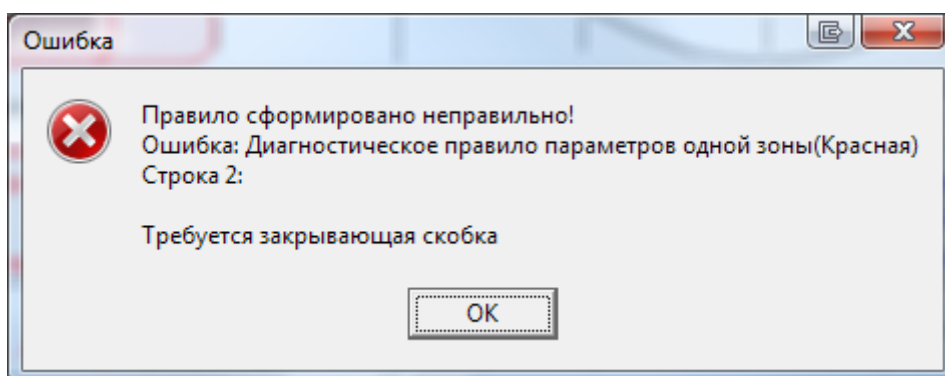 Ошибка
Правило сформировано неправильно!
Ошибка: Диагностическое правило параметров одной зоны(Красная)
Строка 2:
Требуется закрывающая скобка
OK